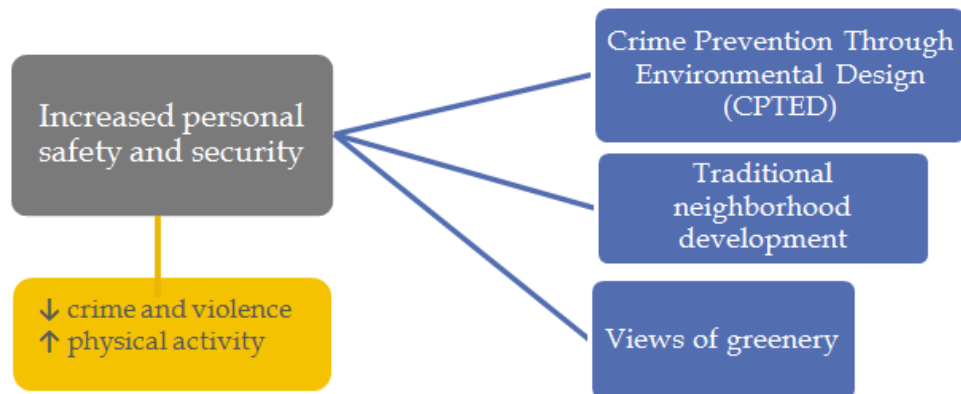 Increased personal
safety and security
↓ crime and violence
↑ physical activity
Crime Prevention Through
Environmental Design
(CPTED)
Traditional
neighborhood
development
Views of greenery